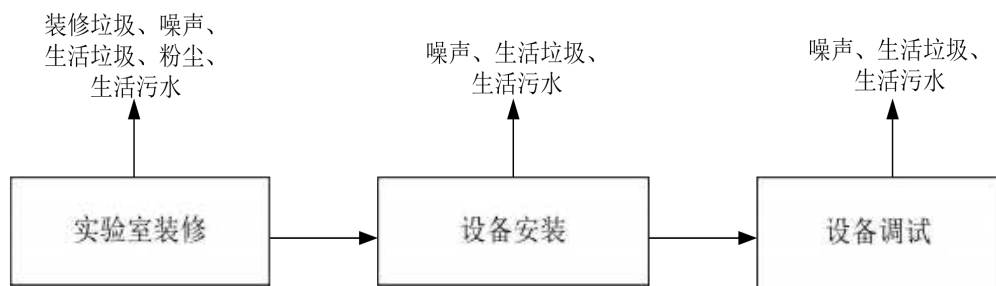 装修垃圾、噪声、
生活垃圾、粉尘、
生活污水
噪声、生活垃圾、
生活污水
噪声、生活垃圾、
生活污水
实验室装修
设备安装
设备调试